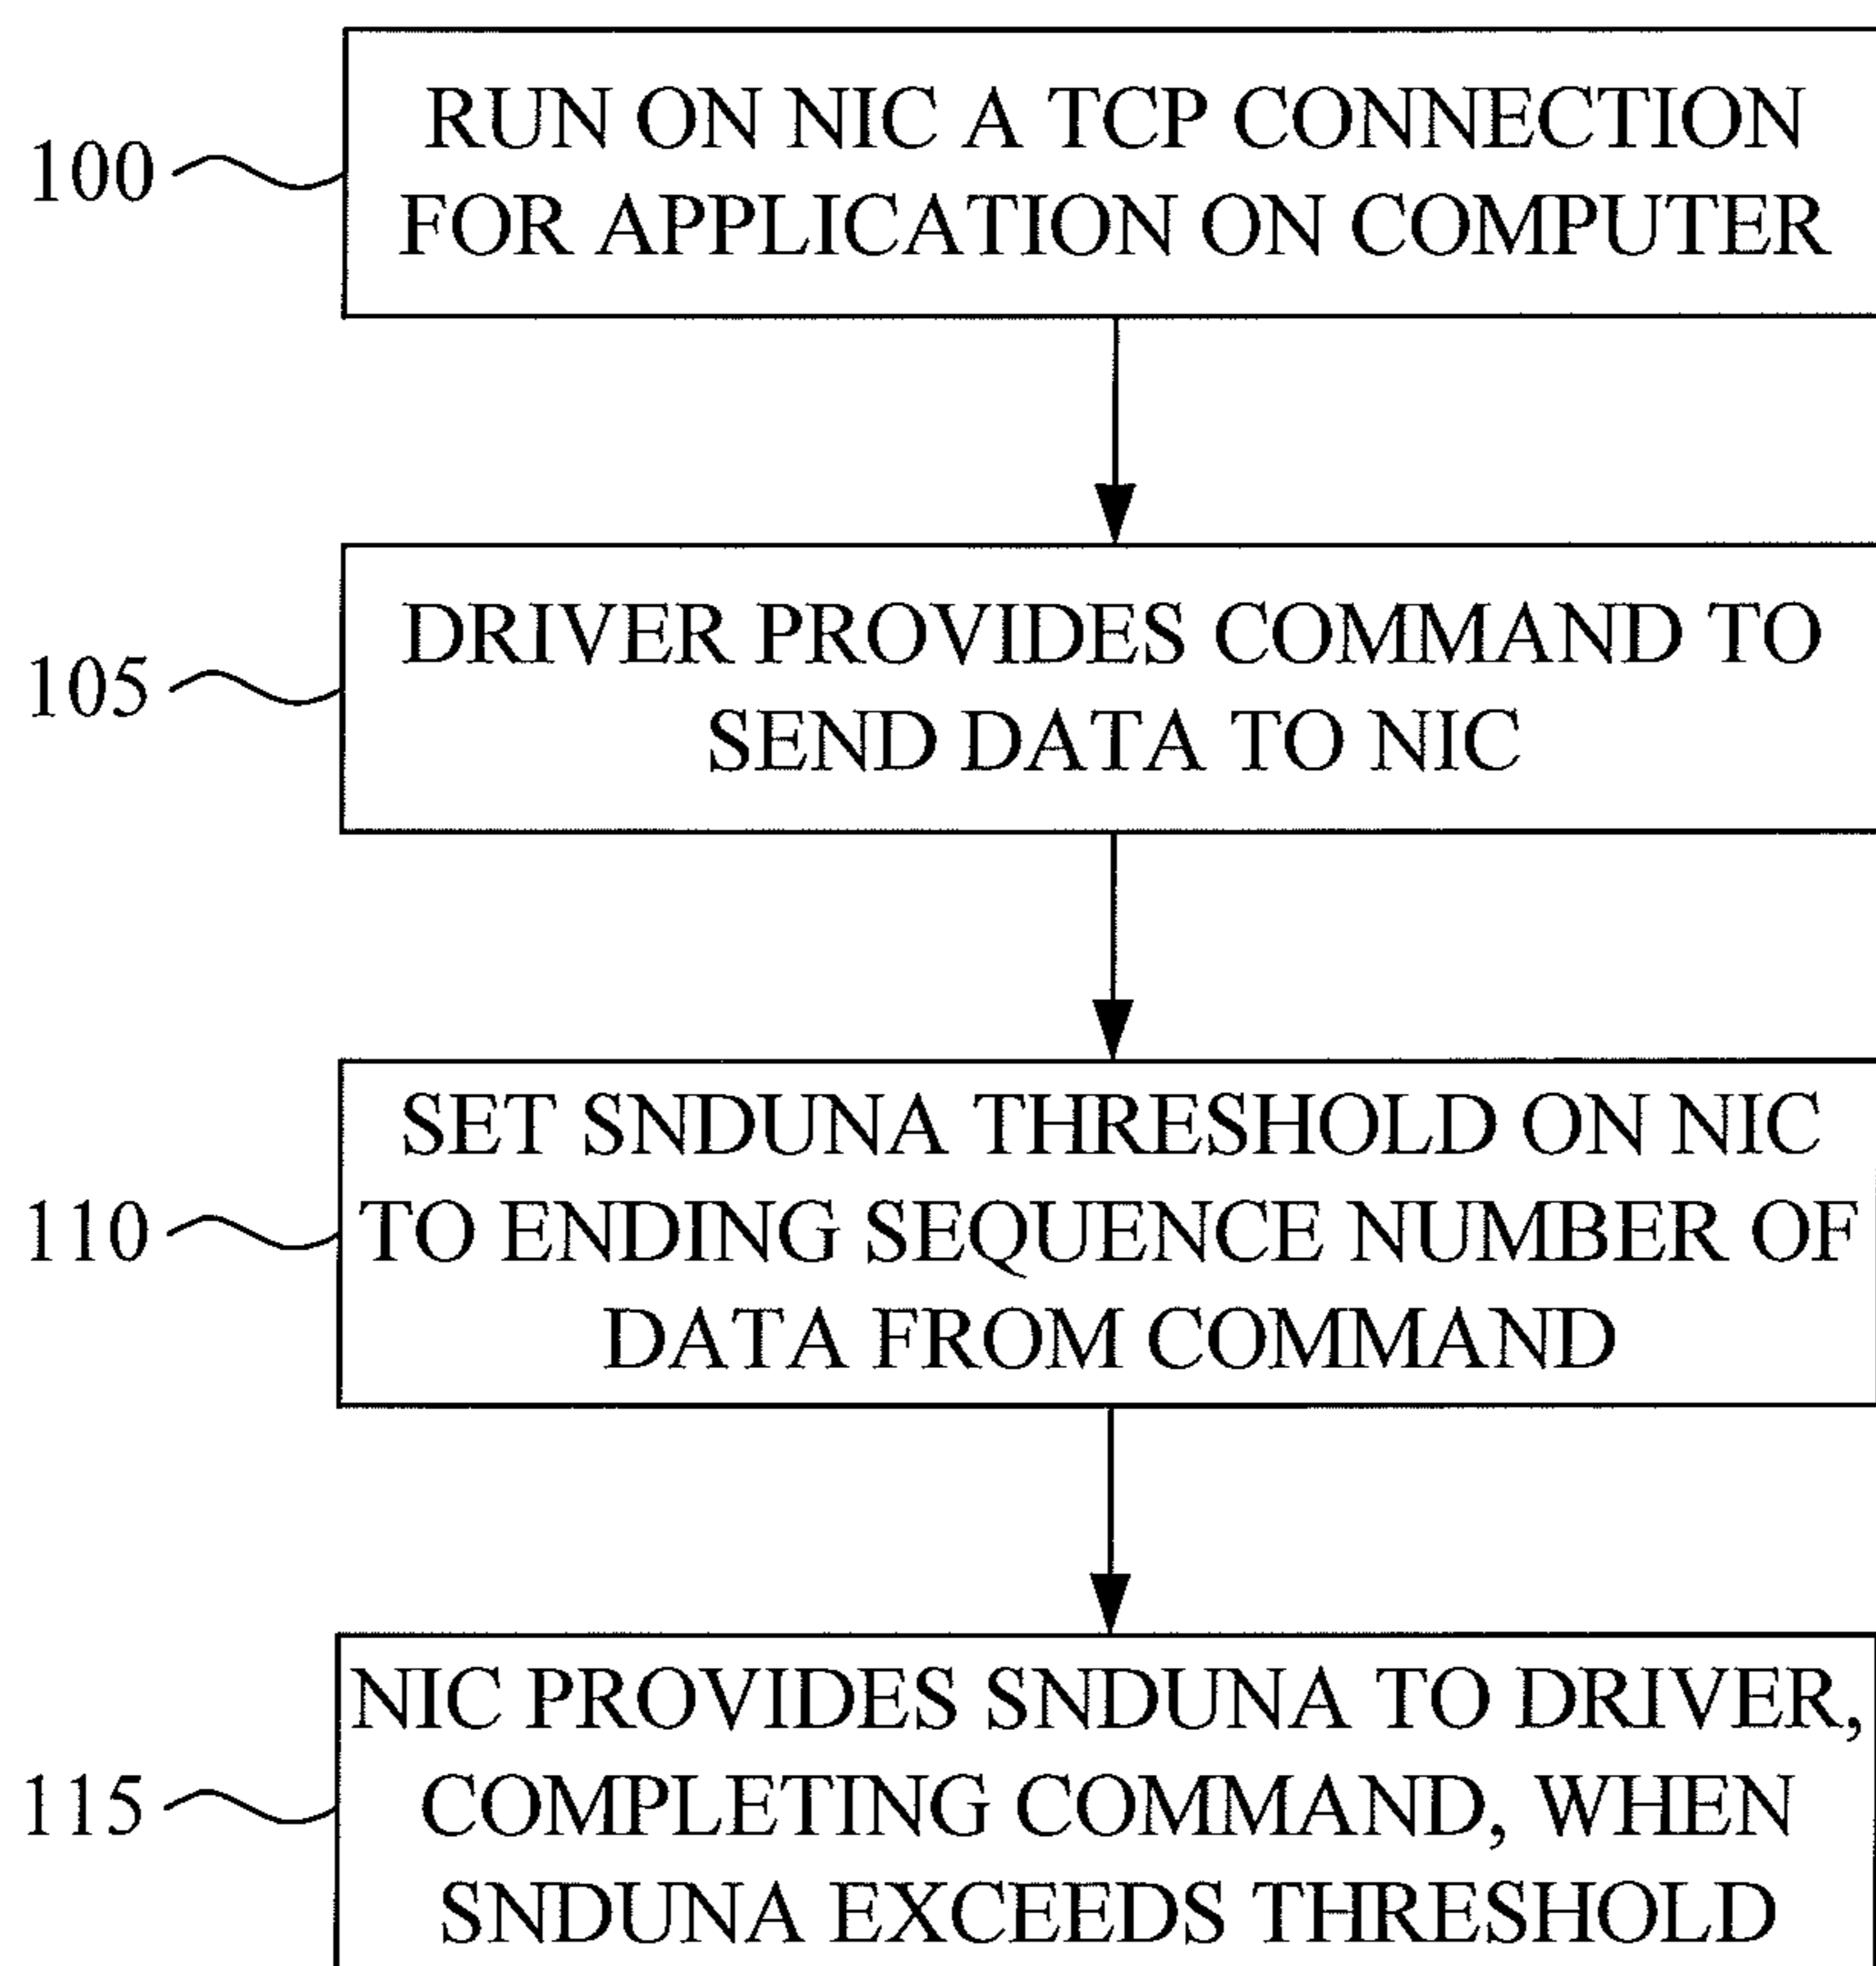 100
RUN ON NIC A TCP CONNECTION
FOR APPLICATION ON COMPUTER
105
DRIVER PROVIDES COMMAND TO
SEND DATA TO NIC
110
SET SNDUNA THRESHOLD ON NIC
TO ENDING SEQUENCE NUMBER OF
DATA FROM COMMAND
115
NIC PROVIDES SNDUNA TO DRIVER,
COMPLETING COMMAND, WHEN
SNDUNA EXCEEDS THRESHOLD